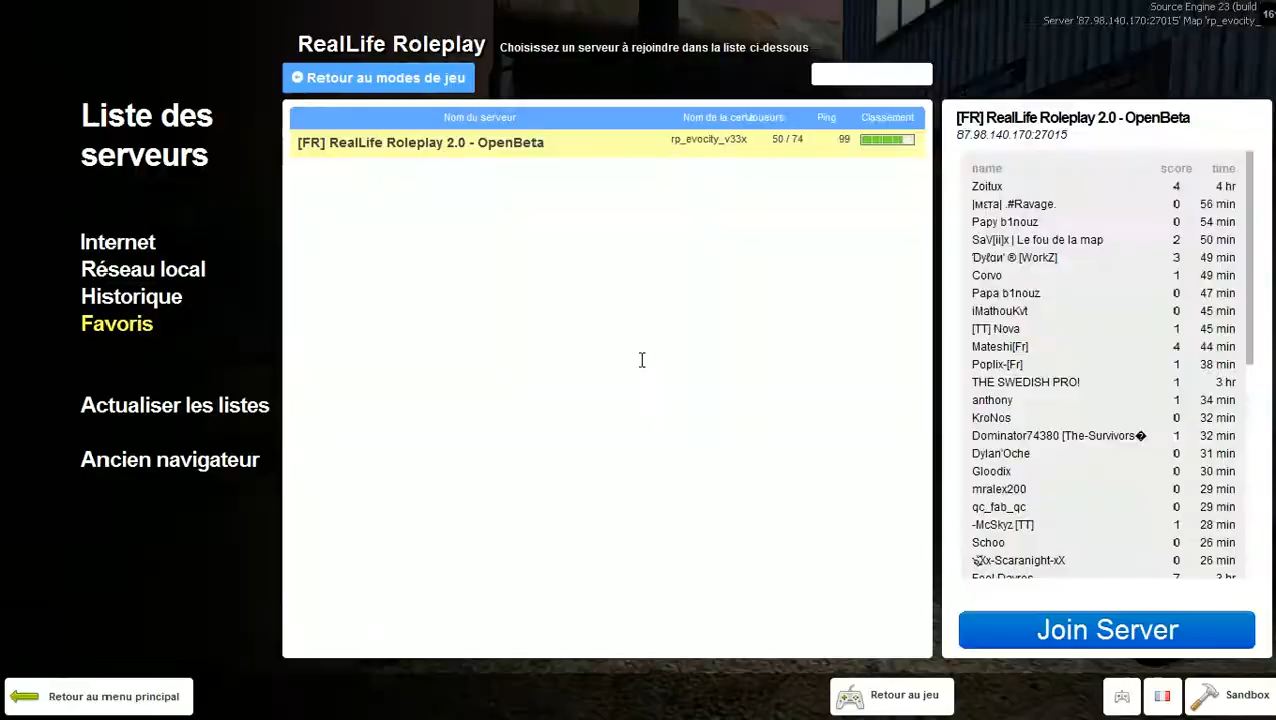 Source Engine 23 (build
Server '87.98.140.170:27015' Map 'rp_evocity_
RealLife Roleplay
Choisissez un serveur à rejoindre dans la liste ci-dessous
Retour au modes de jeu
Liste des
serveurs
Internet
Réseau local
Historique
Favoris
Actualiser les listes
Ancien navigateur
Nom du serveur Nom de la Joueurs Ping Classement
[FR] RealLife Roleplay 2.0 - OpenBeta rp_evocity_v33x 50 / 74 99
[FR] RealLife Roleplay 2.0 - OpenBeta
87.98.140.170:27015
name score time
Zoitux 4 4 hr
|мεтa| .#Ravage. 0 56 min
Papy b1nouz 0 54 min
SaV[ii]x | Le fou de la map 2 50 min
'Dyℓαи' ® [WorkZ] 3 49 min
Corvo 1 49 min
Papa b1nouz 0 47 min
iMathouKvt 0 45 min
[TT] Nova 1 45 min
Mateshi[Fr] 4 44 min
Poplix-[Fr] 1 38 min
THE SWEDISH PRO! 1 3 hr
anthony 1 34 min
KroNos 0 32 min
Dominator74380 [The-Survivors� 1 32 min
Dylan'Oche 0 31 min
Gloodix 0 30 min
mralex200 0 29 min
qc_fab_qc 0 29 min
-McSkyz [TT] 1 28 min
Schoo 0 26 min
Xx-Scaranight-xX 0 26 min
Join Server
Retour au menu principal
Retour au jeu
Sandbox